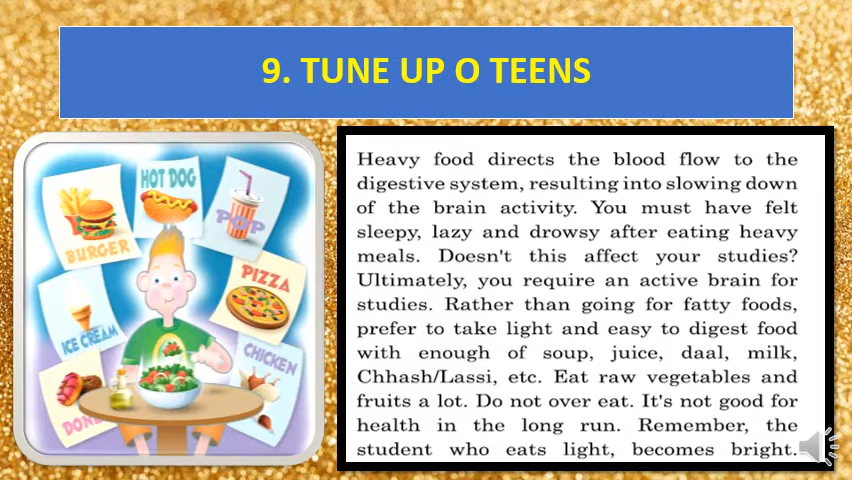 9. TUNE UP O TEENS
HOT DOG
POP
BURGER
PIZZA
ICE CREAM
CHICKEN
Heavy food directs the blood flow to the
digestive system, resulting into slowing down
of the brain activity. You must have felt
sleepy, lazy and drowsy after eating heavy
meals. Doesn't this affect your studies?
Ultimately, you require an active brain for
studies. Rather than going for fatty foods,
prefer to take light and easy to digest food
with enough of soup, juice, daal, milk,
Chhash/Lassi, etc. Eat raw vegetables and
fruits a lot. Do not over eat. It's not good for
health in the long run. Remember, the
student who eats light, becomes bright.